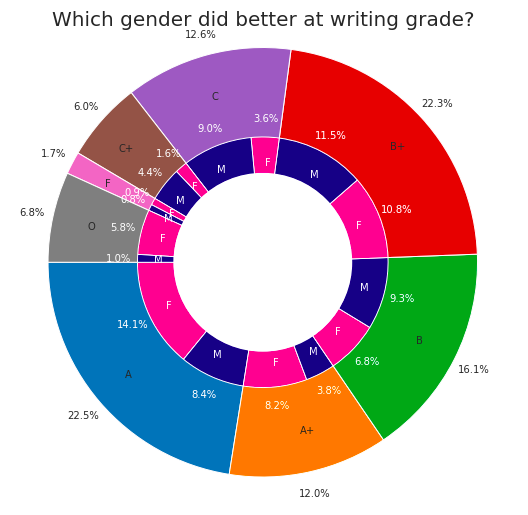 Which gender did better at writing grade?
12.6%
C
3.6%
9.0%
F
M
6.0%
C+
1.6%
4.4%
F
M
22.3%
B+
11.5%
M
10.8%
F
1.7%
F
0.9%
0.8%
F
M
6.8%
O
5.8%
F
1.0%
M
9.3%
M
B
16.1%
6.8%
F
14.1%
F
A
22.5%
8.4%
M
8.2%
F
3.8%
M
A+
12.0%